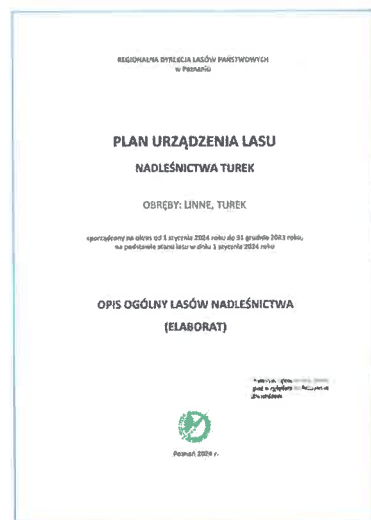 REGIONALNA DYREKCJA LASÓW PAŃSTWOWYCH
w Poznaniu
PLAN URZĄDZENIA LASU
NADLEŚNICTWA TUREK
OBRĘBY: LINNE, TUREK
sporządzony na okres od 1 stycznia 2024 roku do 31 grudnia 2033 roku,
na podstawie stanu lasu w dniu 1 stycznia 2024 roku
OPIS OGÓLNY LASÓW NADLEŚNICTWA
(ELABORAT)
Poznań 2024 r.